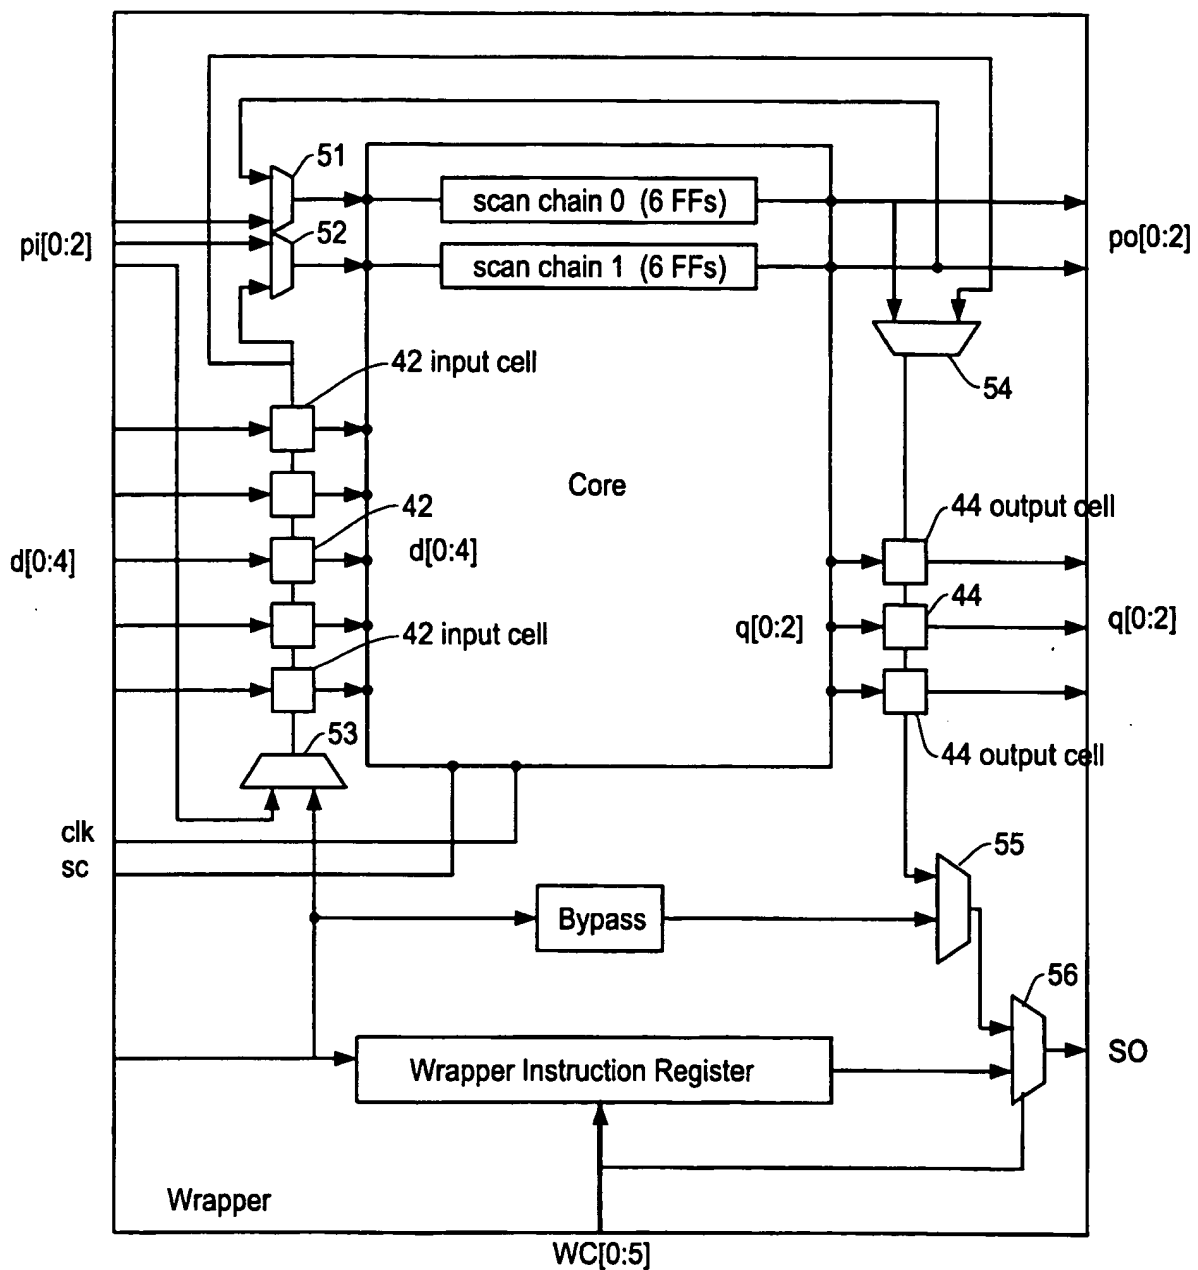 51
scan chain 0 (6 FFs)
52
pi[0:2]
po[0:2]
scan chain 1 (6 FFs)
42 input cell
54
Core
42
44 output cell
d[0:4]
d[0:4]
44
q[0:2]
q[0:2]
42 input cell
53
44 output cell
clk
sc
55
Bypass
56
Wrapper Instruction Register
SO
Wrapper
WC[0:5]